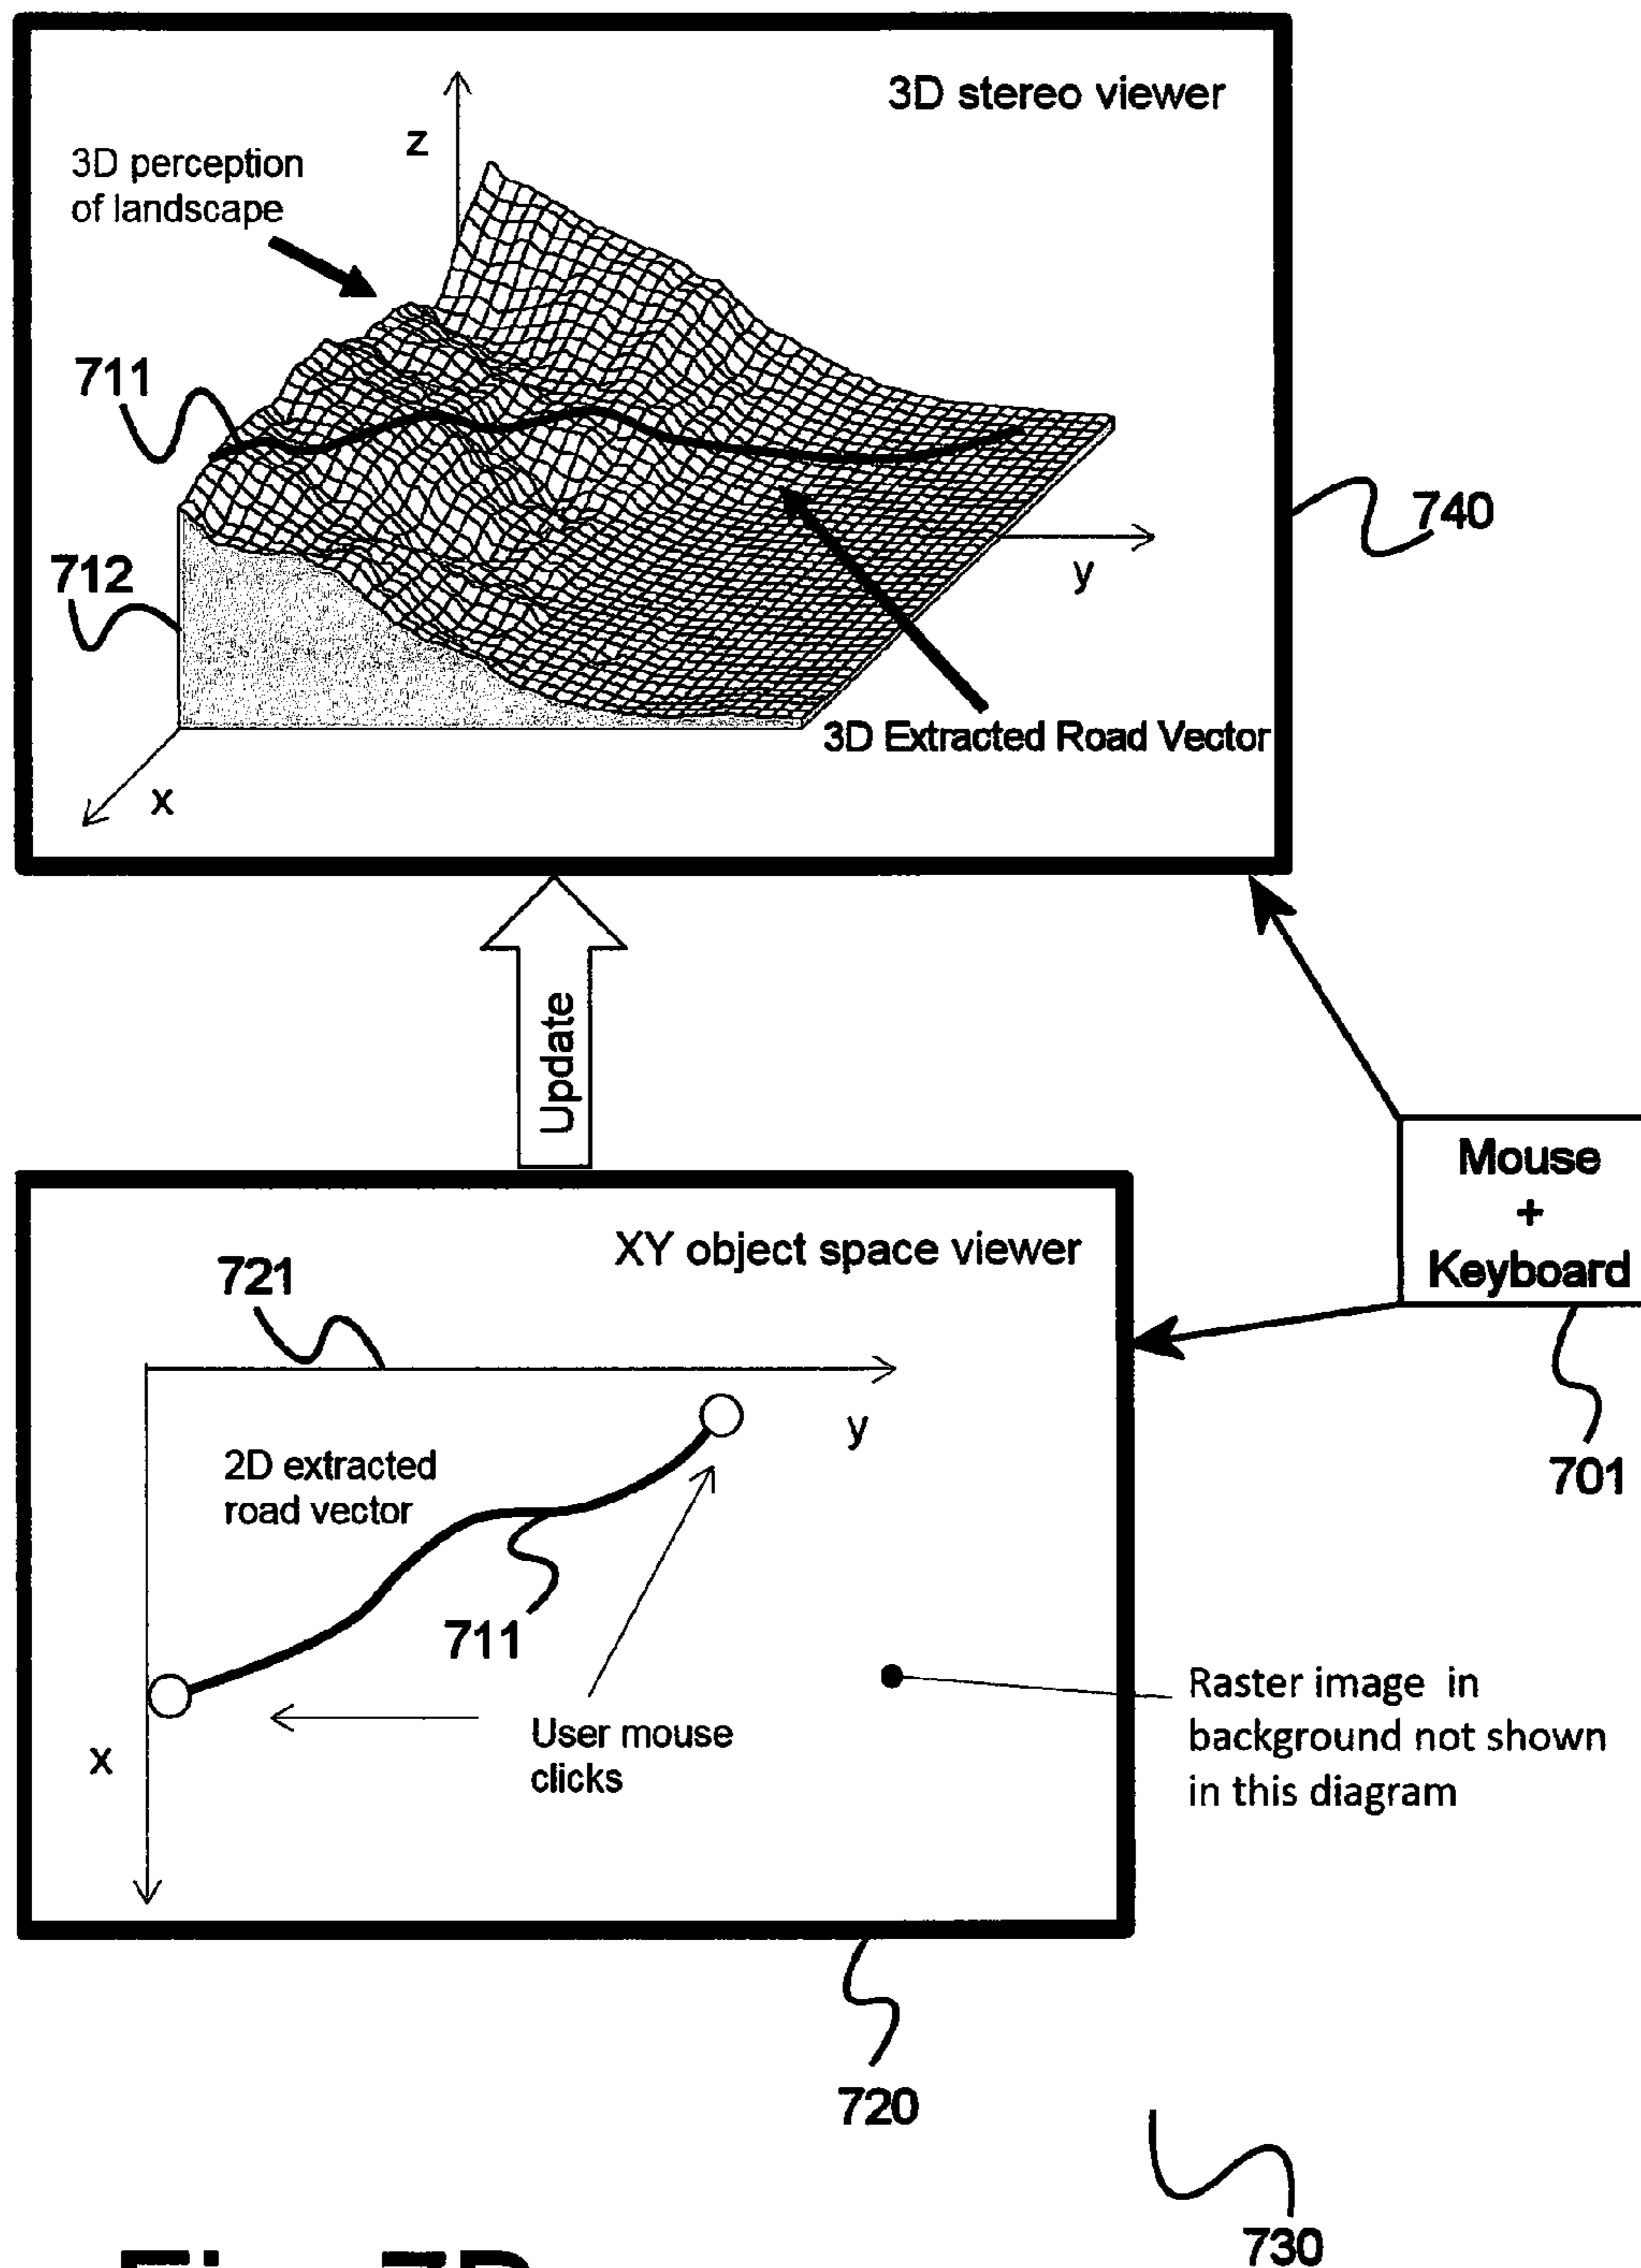 3D stereo viewer
z
3D perception
of landscape
711
740
y
712
3D Extracted Road Vector
x
Update
Mouse
+
Keyboard
XY object space viewer
721
y
701
2D extracted
road vector
711
Raster image in
background not shown
in this diagram
User mouse
clicks
x
720
730